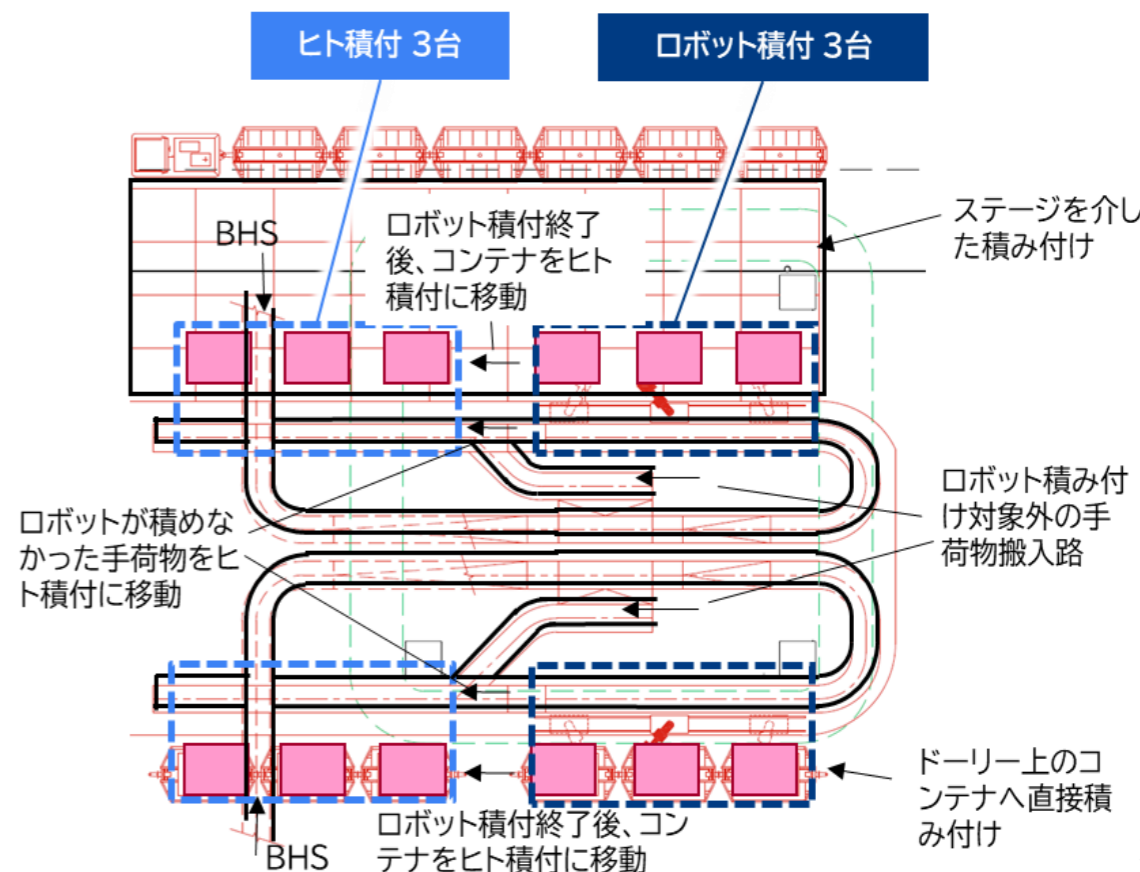 ヒト積付 3台
ロボット積付 3台
BHS
ロボット積付終了
後、コンテナをヒト
積付に移動
ステージを介し
た積み付け
ロボットが積めな
かった手荷物をヒ
ト積付に移動
ロボット積み付
け対象外の手
荷物搬入路
ドーリー上のコ
ンテナへ直接積
み付け
BHS
ロボット積付終了後、コン
テナをヒト積付に移動